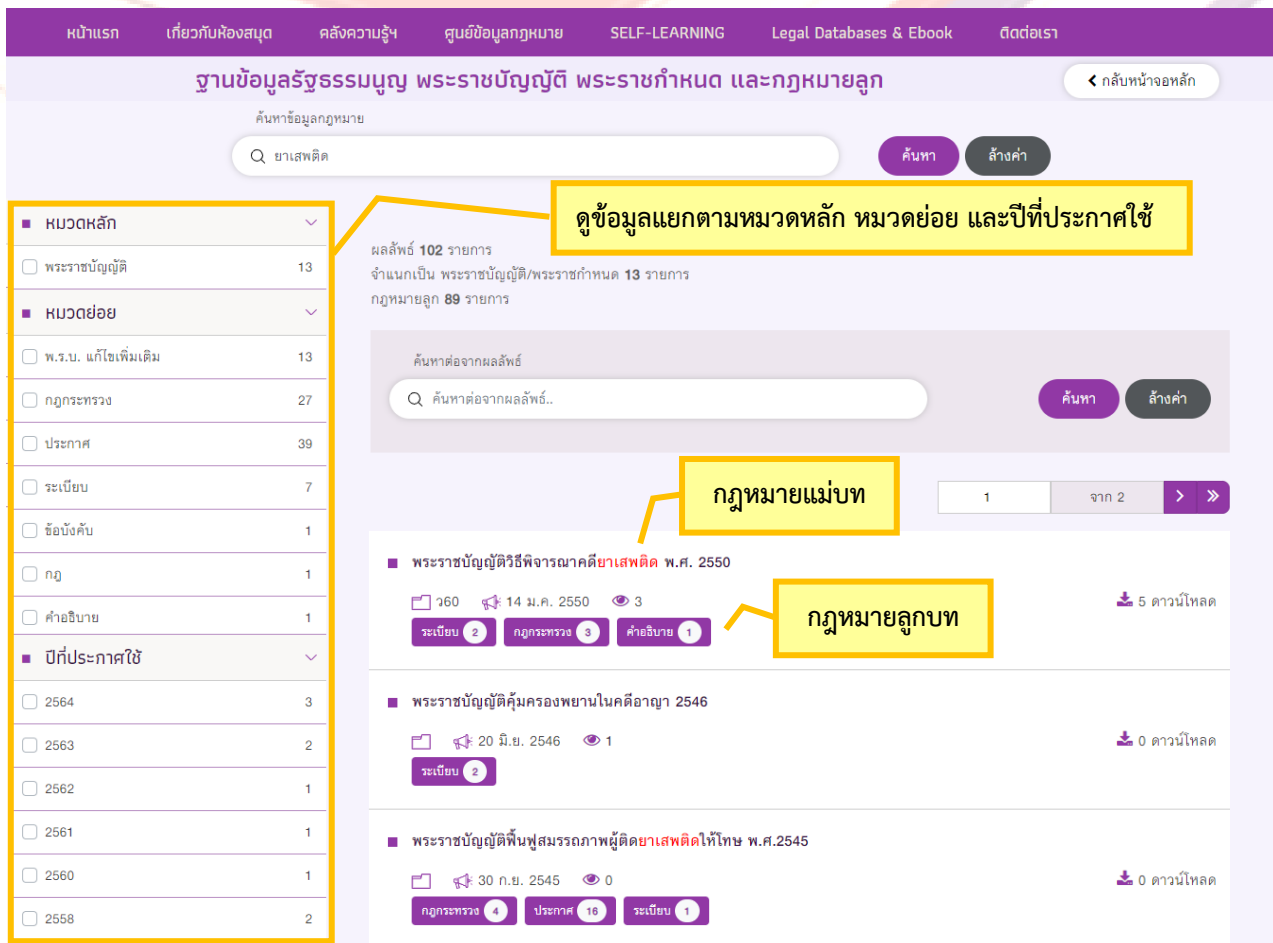 หน้าแรก เกี่ยวกับห้องสมุด คลังความรู้ฯ ศูนย์ข้อมูลกฎหมาย SELF-LEARNING Legal Databases & Ebook ติดต่อเรา
ฐานข้อมูลรัฐธรรมนูญ พระราชบัญญัติ พระราชกำหนด และกฎหมายลูก
กลับหน้าจอหลัก
ค้นหาข้อมูลกฎหมาย
ยาเสพติด
ค้นหา ล้างค่า
ดูข้อมูลแยกตามหมวดหลัก หมวดย่อย และปีที่ประกาศใช้
หมวดหลัก
พระราชบัญญัติ 13
หมวดย่อย
พ.ร.บ. แก้ไขเพิ่มเติม 13
กฎกระทรวง 27
ประกาศ 39
ระเบียบ 7
ข้อบังคับ 1
กฎ 1
คำอธิบาย 1
ปีที่ประกาศใช้
2564 3
2563 2
2562 1
2561 1
2560 1
2558 2
ผลลัพธ์ 102 รายการ
จำแนกเป็น พระราชบัญญัติ/พระราชกำหนด 13 รายการ
กฎหมายลูก 89 รายการ
ค้นหาต่อจากผลลัพธ์
ค้นหาต่อจากผลลัพธ์..
ค้นหา ล้างค่า
กฎหมายแม่บท
1 จาก 2
พระราชบัญญัติวิธีพิจารณาคดียาเสพติด พ.ศ. 2550
ว60 : 14 ม.ค. 2550 3
5 ดาวน์โหลด
ระเบียบ 2 กฎกระทรวง 3 คำอธิบาย 1
กฎหมายลูกบท
พระราชบัญญัติคุ้มครองพยานในคดีอาญา 2546
: 20 มิ.ย. 2546 1
0 ดาวน์โหลด
ระเบียบ 2
พระราชบัญญัติฟื้นฟูสมรรถภาพผู้ติดยาเสพติดให้โทษ พ.ศ.2545
: 30 ก.ย. 2545 0
0 ดาวน์โหลด
กฎกระทรวง 4 ประกาศ 16 ระเบียบ 1